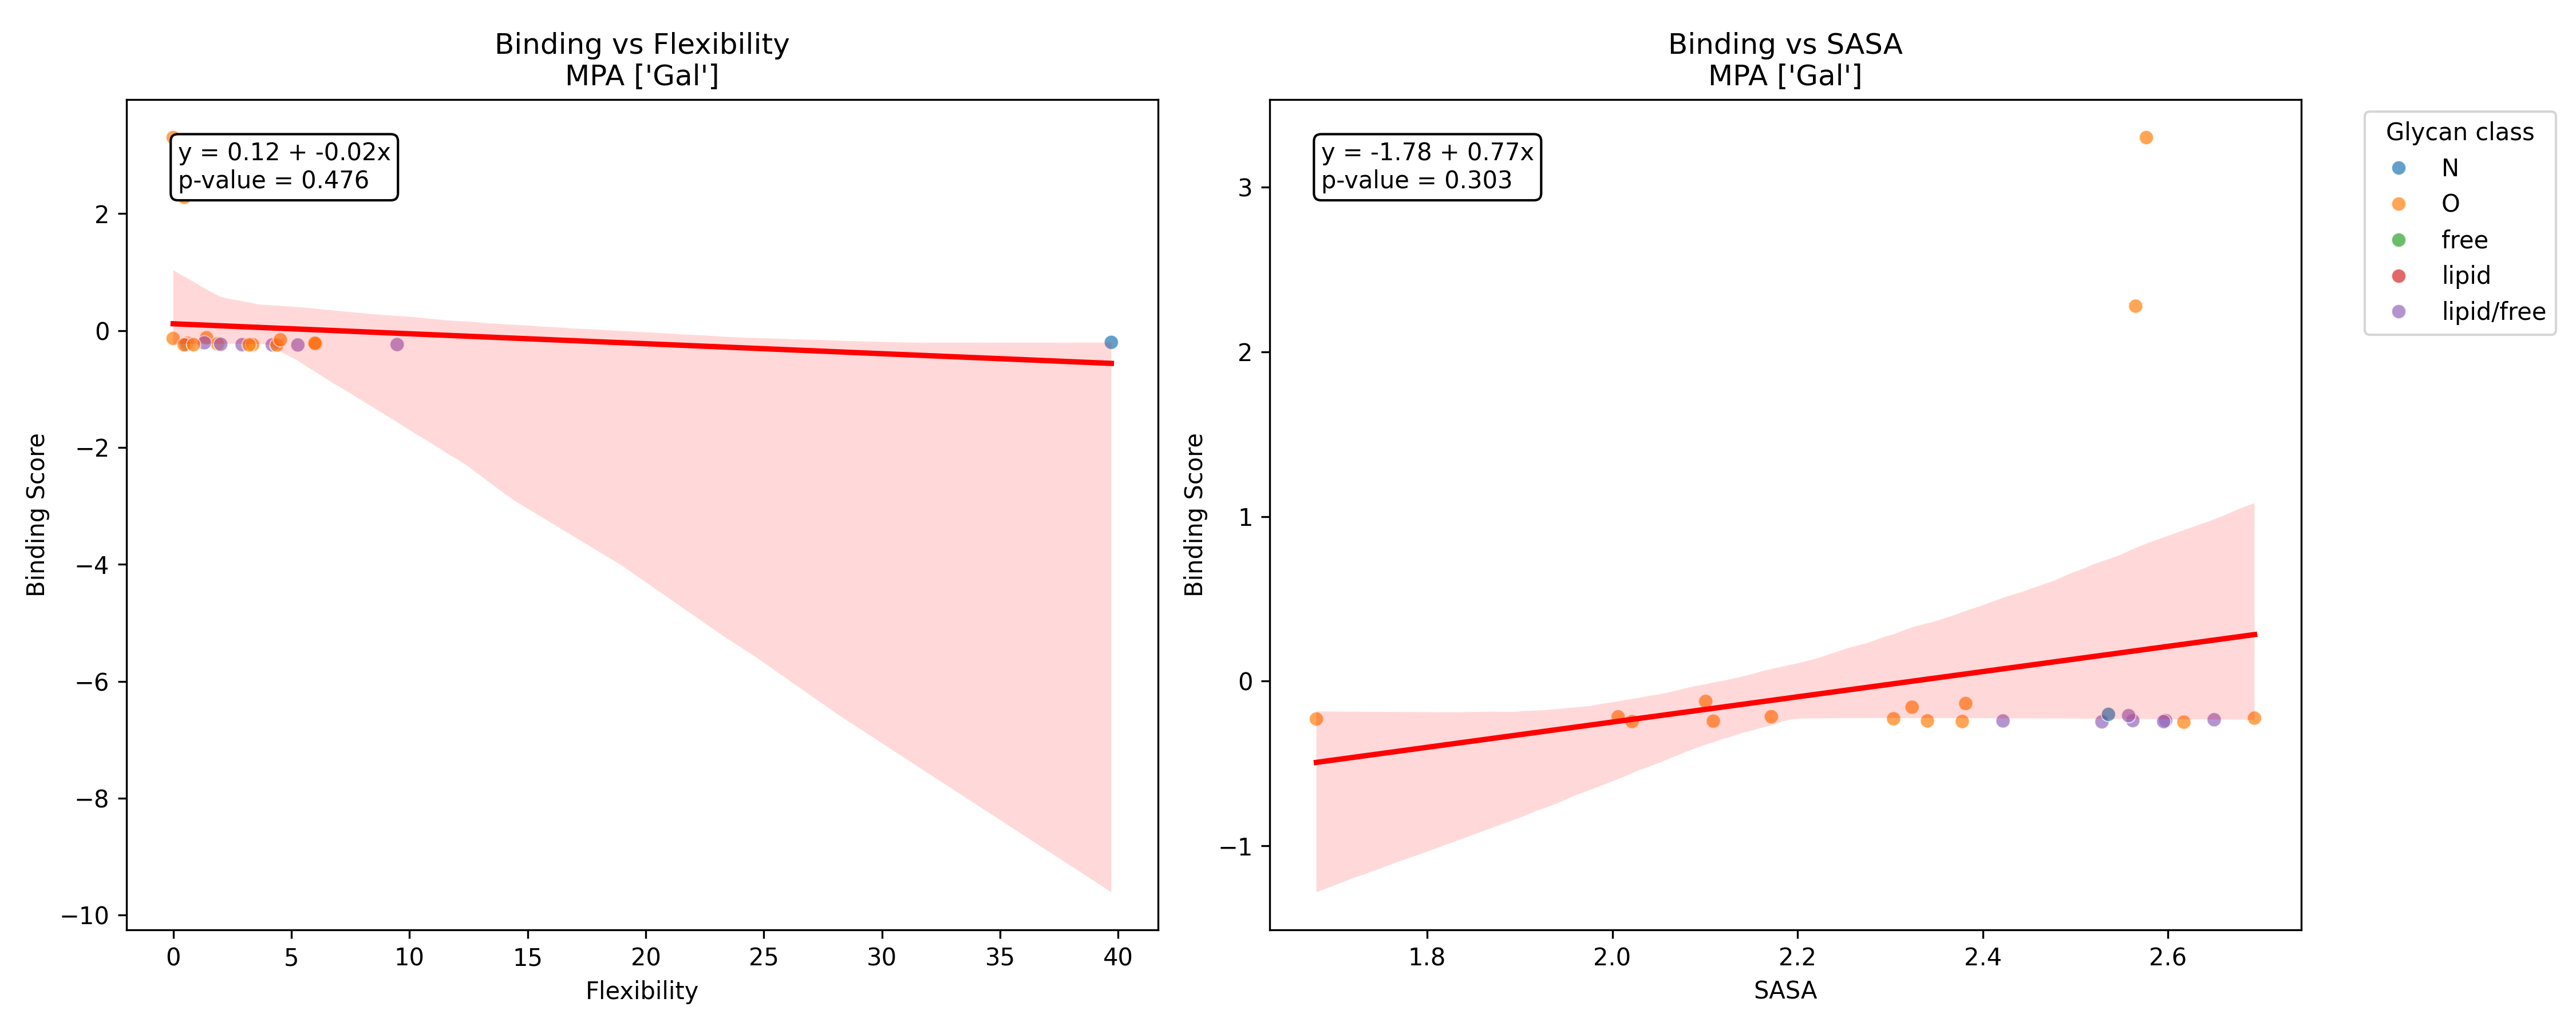 Binding vs Flexibility
MPA ['Gal']
y = 0.12 + -0.02x
p-value = 0.476
2
0
−2
−4
−6
−8
−10
Binding Score
0 5 10 15 20 25 30 35 40
Flexibility
Binding vs SASA
MPA ['Gal']
y = -1.78 + 0.77x
p-value = 0.303
3
2
1
0
−1
Binding Score
1.8 2.0 2.2 2.4 2.6
SASA
Glycan class
N
O
free
lipid
lipid/free